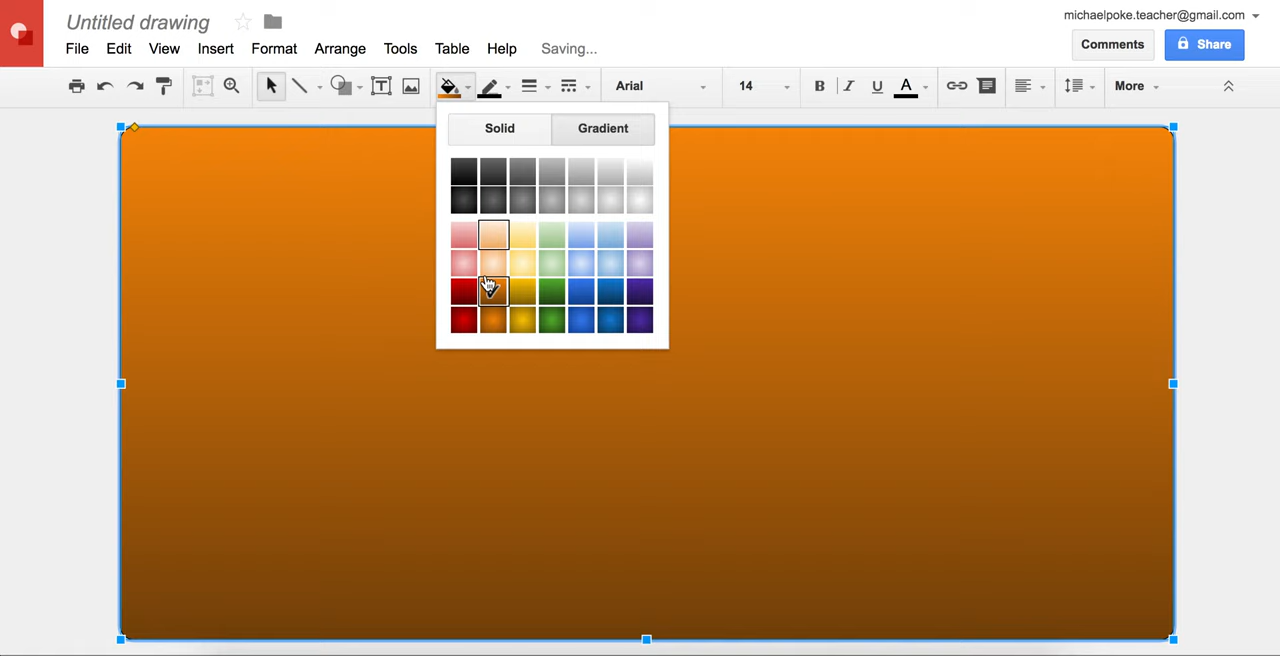 Untitled drawing
michaelpoke.teacher@gmail.com
File Edit View Insert Format Arrange Tools Table Help Saving...
Comments Share
Arial 14 B I U A More
Solid Gradient